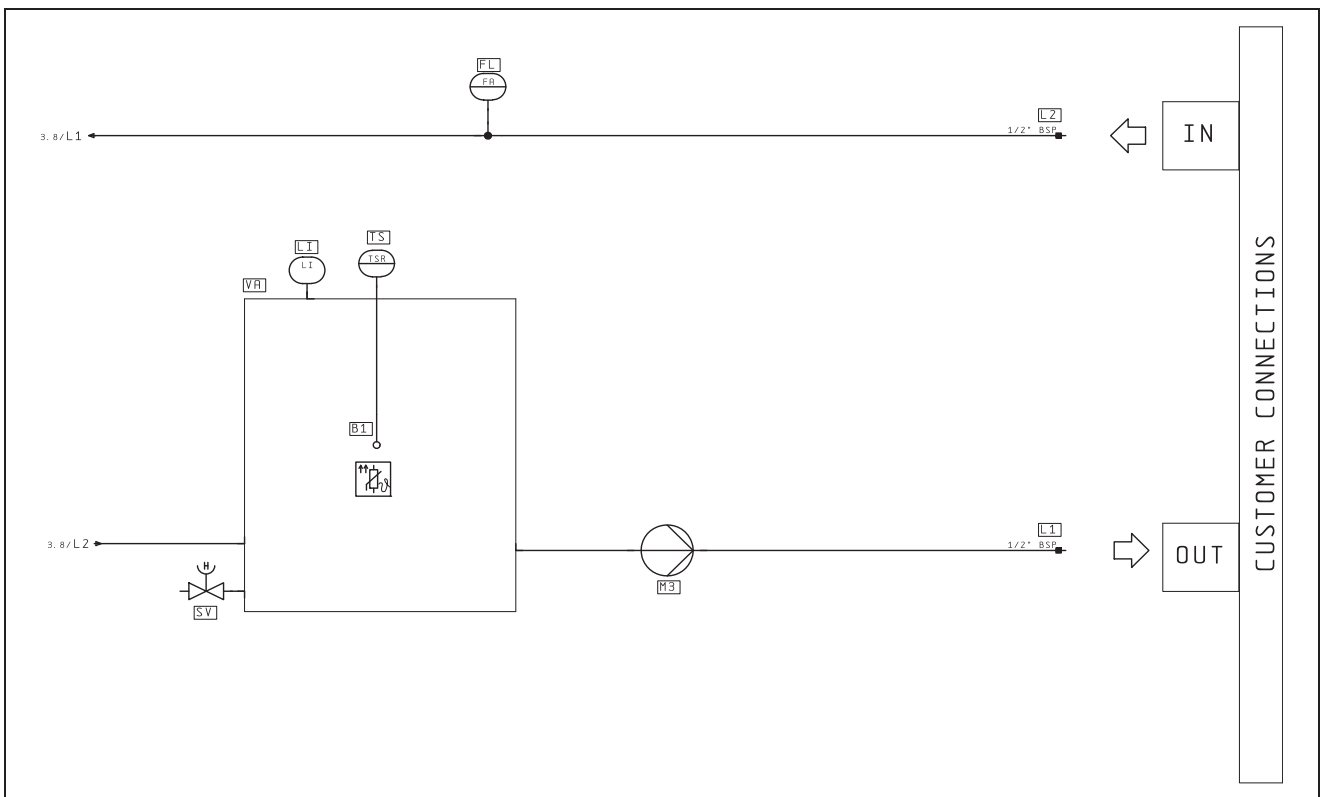 FL
FA
3.8/L1
L2
1/2" BSP
IN
LI
LI
TS
TSR
VA
B1
ϑ
CUSTOMER CONNECTIONS
3.8/L2
L1
1/2" BSP
OUT
H
SV
M3